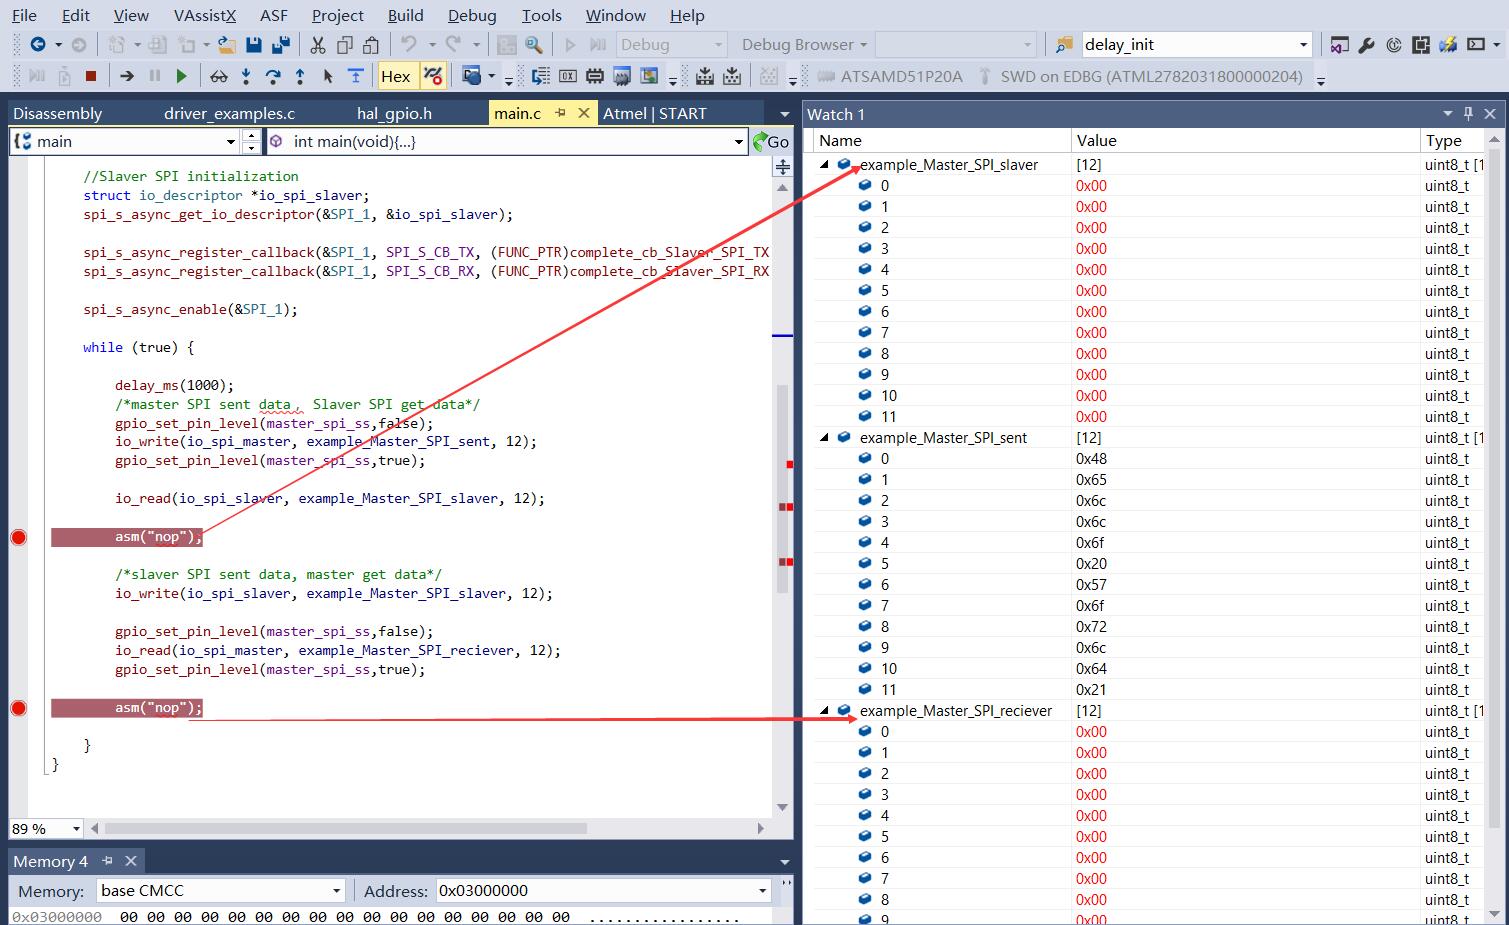 File Edit View VAssistX ASF Project Build Debug Tools Window Help
Debug Debug Browser delay_init
Hex ATSAMD51P20A SWD on EDBG (ATML2782031800000204)
Disassembly driver_examples.c hal_gpio.h main.c Atmel | START
main int main(void){...} Go
//Slaver SPI initialization
struct io_descriptor *io_spi_slaver;
spi_s_async_get_io_descriptor(&SPI_1, &io_spi_slaver);
spi_s_async_register_callback(&SPI_1, SPI_S_CB_TX, (FUNC_PTR)complete_cb_Slaver_SPI_TX
spi_s_async_register_callback(&SPI_1, SPI_S_CB_RX, (FUNC_PTR)complete_cb_Slaver_SPI_RX
spi_s_async_enable(&SPI_1);
while (true) {
delay_ms(1000);
/*master SPI sent data, Slaver SPI get data*/
gpio_set_pin_level(master_spi_ss,false);
io_write(io_spi_master, example_Master_SPI_sent, 12);
gpio_set_pin_level(master_spi_ss,true);
io_read(io_spi_slaver, example_Master_SPI_slaver, 12);
asm("nop");
/*slaver SPI sent data, master get data*/
io_write(io_spi_slaver, example_Master_SPI_slaver, 12);
gpio_set_pin_level(master_spi_ss,false);
io_read(io_spi_master, example_Master_SPI_reciever, 12);
gpio_set_pin_level(master_spi_ss,true);
asm("nop");
}
}
89 %
Memory 4
Memory: base CMCC Address: 0x03000000
0x03000000 00 00 00 00 00 00 00 00 00 00 00 00 00 00 00 00 00 .................
Watch 1
Name Value Type
example_Master_SPI_slaver [12] uint8_t [1
0 0x00 uint8_t
1 0x00 uint8_t
2 0x00 uint8_t
3 0x00 uint8_t
4 0x00 uint8_t
5 0x00 uint8_t
6 0x00 uint8_t
7 0x00 uint8_t
8 0x00 uint8_t
9 0x00 uint8_t
10 0x00 uint8_t
11 0x00 uint8_t
example_Master_SPI_sent [12] uint8_t [1
0 0x48 uint8_t
1 0x65 uint8_t
2 0x6c uint8_t
3 0x6c uint8_t
4 0x6f uint8_t
5 0x20 uint8_t
6 0x57 uint8_t
7 0x6f uint8_t
8 0x72 uint8_t
9 0x6c uint8_t
10 0x64 uint8_t
11 0x21 uint8_t
example_Master_SPI_reciever [12] uint8_t [1
0 0x00 uint8_t
1 0x00 uint8_t
2 0x00 uint8_t
3 0x00 uint8_t
4 0x00 uint8_t
5 0x00 uint8_t
6 0x00 uint8_t
7 0x00 uint8_t
8 0x00 uint8_t
9 0x00 uint8_t